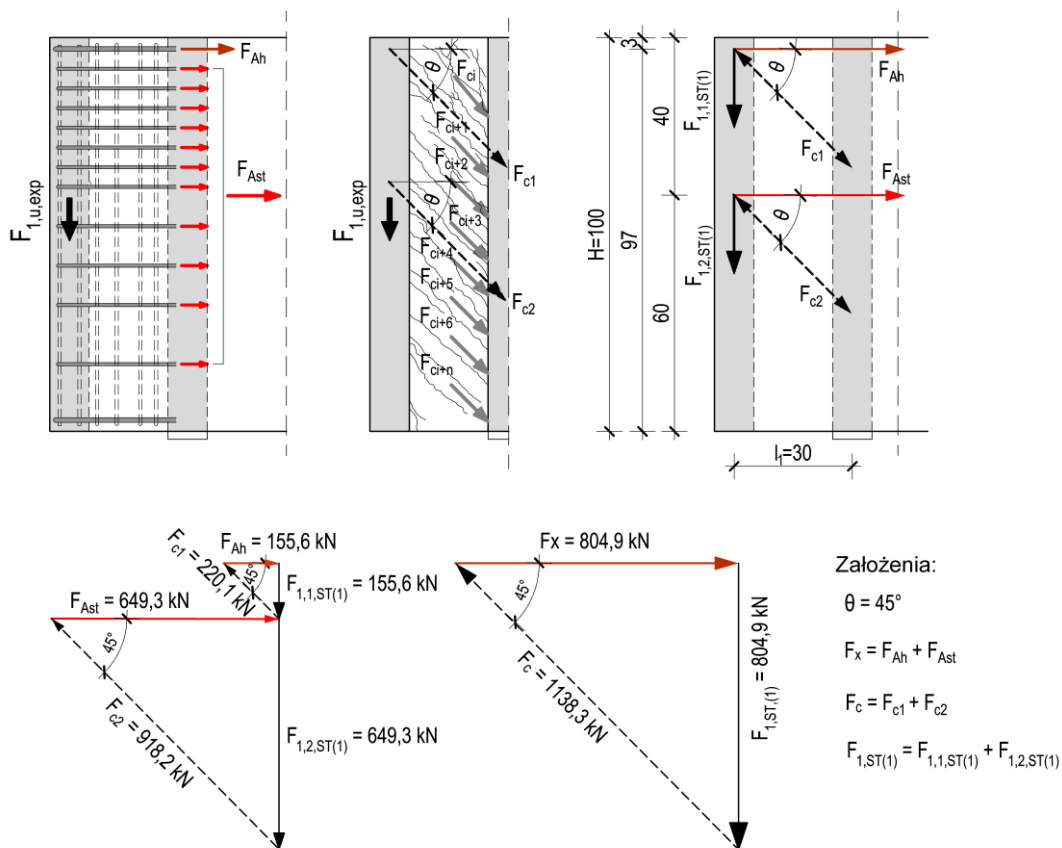 F_Ah
F_Ast
F_1,u,exp
θ
F_ci
F_ci+1
F_ci+2
F_c1
F_1,u,exp
θ
F_ci+3
F_ci+4
F_c2
F_ci+5
F_ci+6
F_ci+n
3
H=100
97
40
60
θ
F_Ah
F_1,1,ST(1)
F_c1
F_Ast
θ
F_1,2,ST(1)
F_c2
l_1=30
F_Ah = 155,6 kN
F_c1 = 220,1 kN
45°
F_1,1,ST(1) = 155,6 kN
F_Ast = 649,3 kN
45°
F_c2 = 918,2 kN
F_1,2,ST(1) = 649,3 kN
Fx = 804,9 kN
45°
F_c = 1138,3 kN
F_1,ST,(1) = 804,9 kN
Założenia:
θ = 45°
F_x = F_Ah + F_Ast
F_c = F_c1 + F_c2
F_1,ST(1) = F_1,1,ST(1) + F_1,2,ST(1)